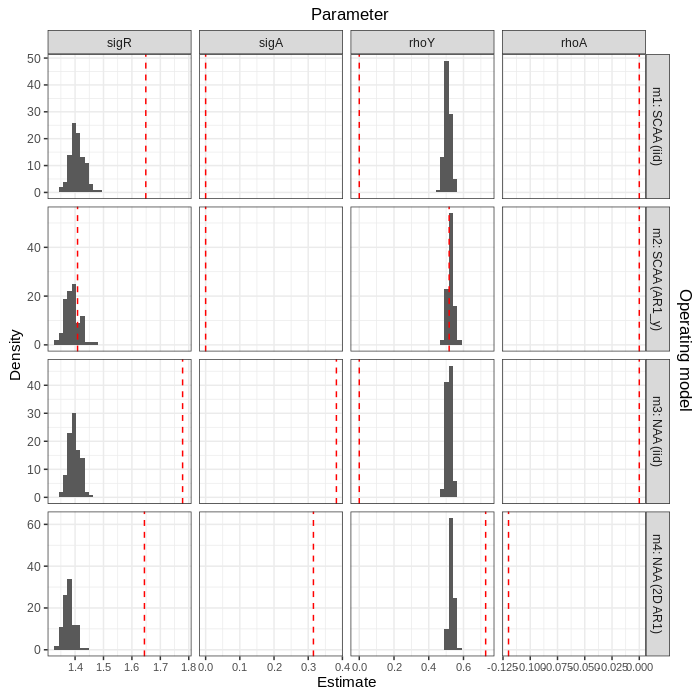 Parameter
sigR sigA rhoY rhoA
50
40
30
20
10
0
m1: SCAA (iid)
40
20
0
m2: SCAA (AR1_y)
40
30
20
10
0
m3: NAA (iid)
60
40
20
0
m4: NAA (2D AR1)
Density
Operating model
1.4 1.5 1.6 1.7 1.8 0.0 0.1 0.2 0.3 0.4 0.0 0.2 0.4 0.6 -0.125 -0.100 -0.075 -0.050 -0.025 0.000
Estimate